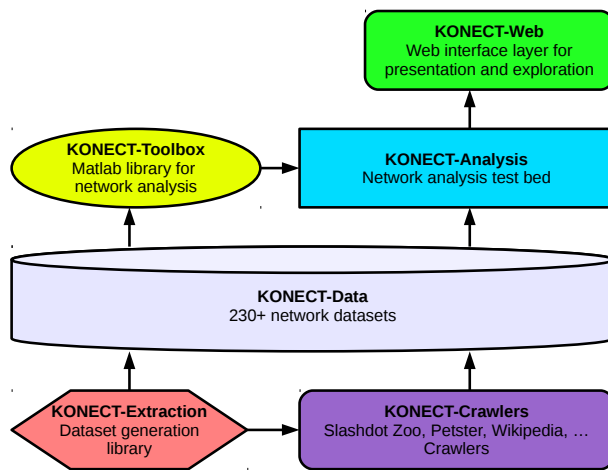 KONECT-Web
Web interface layer for
presentation and exploration
KONECT-Toolbox
Matlab library for
network analysis
KONECT-Analysis
Network analysis test bed
KONECT-Data
230+ network datasets
KONECT-Extraction
Dataset generation
library
KONECT-Crawlers
Slashdot Zoo, Petster, Wikipedia, …
Crawlers